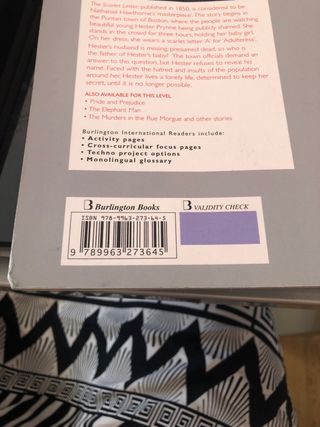 The Scarlet Letter, published in 1850, is considered to be
Nathaniel Hawthorne's masterpiece. The story begins in
the Puritan town of Boston, where the people are watching
beautiful young Hester Prynne being publicly shamed. She
stands in the crowd for three hours, holding her baby girl.
On her dress, she wears a scarlet letter 'A' for 'Adulteress'.
Hester's husband is missing presumed dead, so who is
the father of Hester's baby? The town officials demand an
answer to this question, but Hester refuses to reveal his
name. Faced with the hatred and insults of the population
around her, Hester lives a lonely life, determined to keep her
secret, until it is no longer possible.
ALSO AVAILABLE FOR THIS LEVEL
• Pride and Prejudice
• The Elephant Man
• The Murders in the Rue Morgue and other stories
Burlington International Readers include:
• Activity pages
• Cross-curricular focus pages
• Techno project options
• Monolingual glossary
B Burlington Books
B VALIDITY CHECK
ISBN 978-9963-273-64-5
9 789963 273645